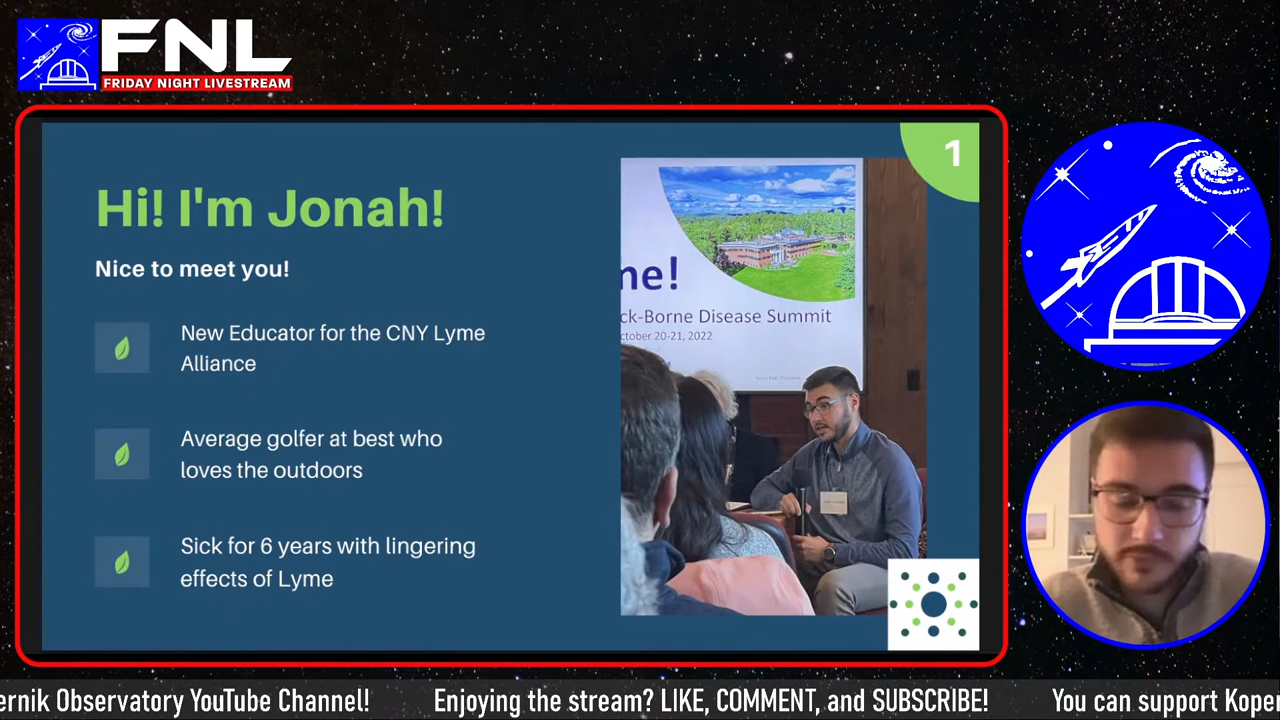 FNL
FRIDAY NIGHT LIVESTREAM
1
Hi! I'm Jonah!
Nice to meet you!
New Educator for the CNY Lyme
Alliance
Average golfer at best who
loves the outdoors
Sick for 6 years with lingering
effects of Lyme
me!
ck-Borne Disease Summit
ctober 20-21, 2022
ernik Observatory YouTube Channel!
Enjoying the stream? LIKE, COMMENT, and SUBSCRIBE!
You can support Koper